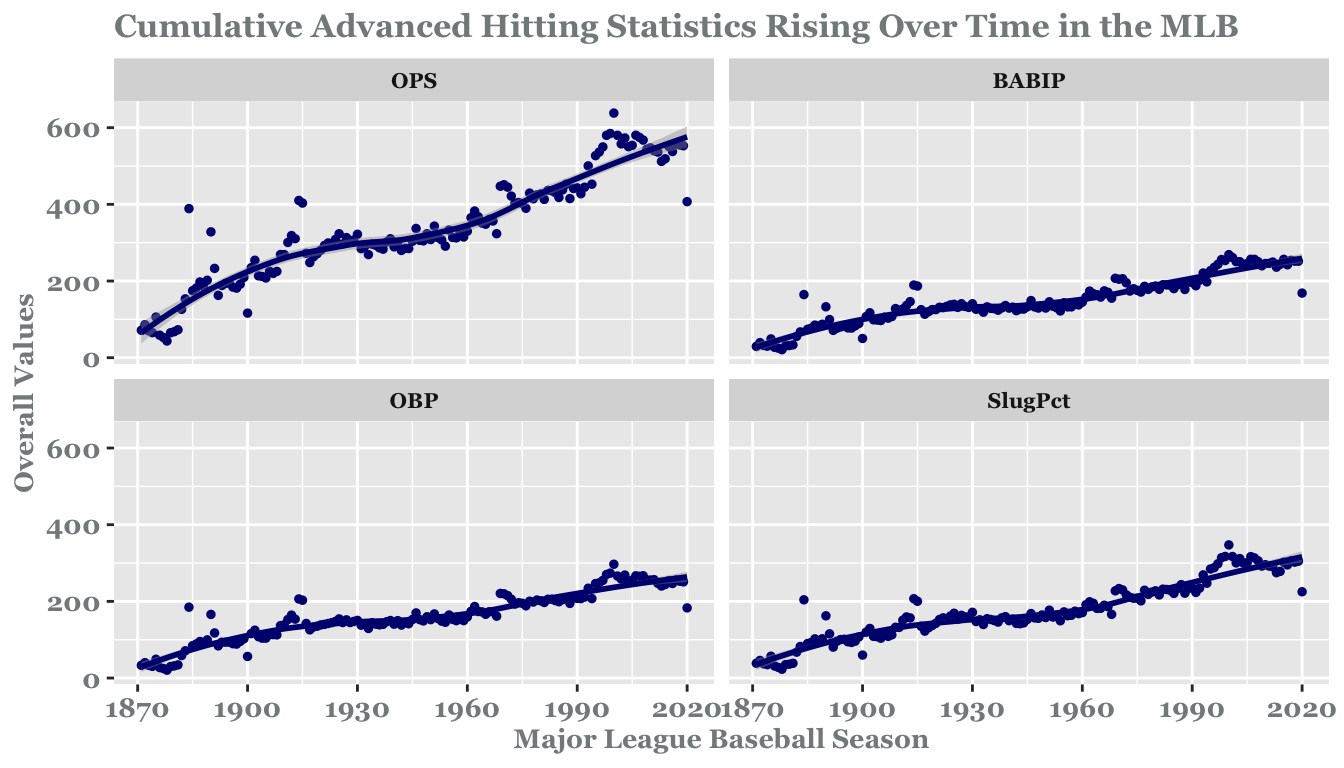 Cumulative Advanced Hitting Statistics Rising Over Time in the MLB
OPS
BABIP
600
400
200
0
OBP
SlugPct
600
400
200
0
Overall Values
1870 1900 1930 1960 1990 2020 1870 1900 1930 1960 1990 2020
Major League Baseball Season